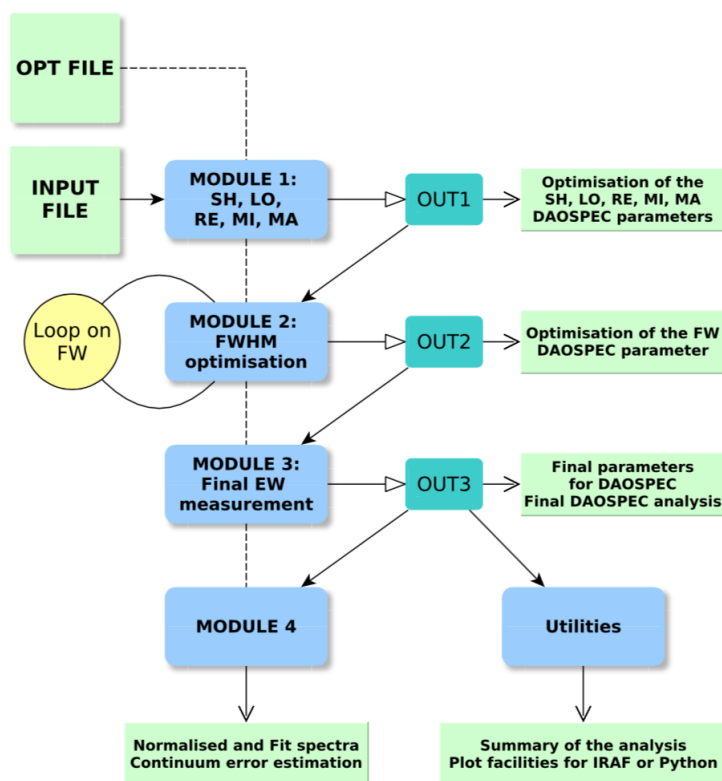 OPT FILE
INPUT
FILE
MODULE 1:
SH, LO,
RE, MI, MA
OUT1
Optimisation of the
SH, LO, RE, MI, MA
DAOSPEC parameters
Loop on
FW
MODULE 2:
FWHM
optimisation
OUT2
Optimisation of the FW
DAOSPEC parameter
MODULE 3:
Final EW
measurement
OUT3
Final parameters
for DAOSPEC
Final DAOSPEC analysis
MODULE 4
Utilities
Normalised and Fit spectra
Continuum error estimation
Summary of the analysis
Plot facilities for IRAF or Python